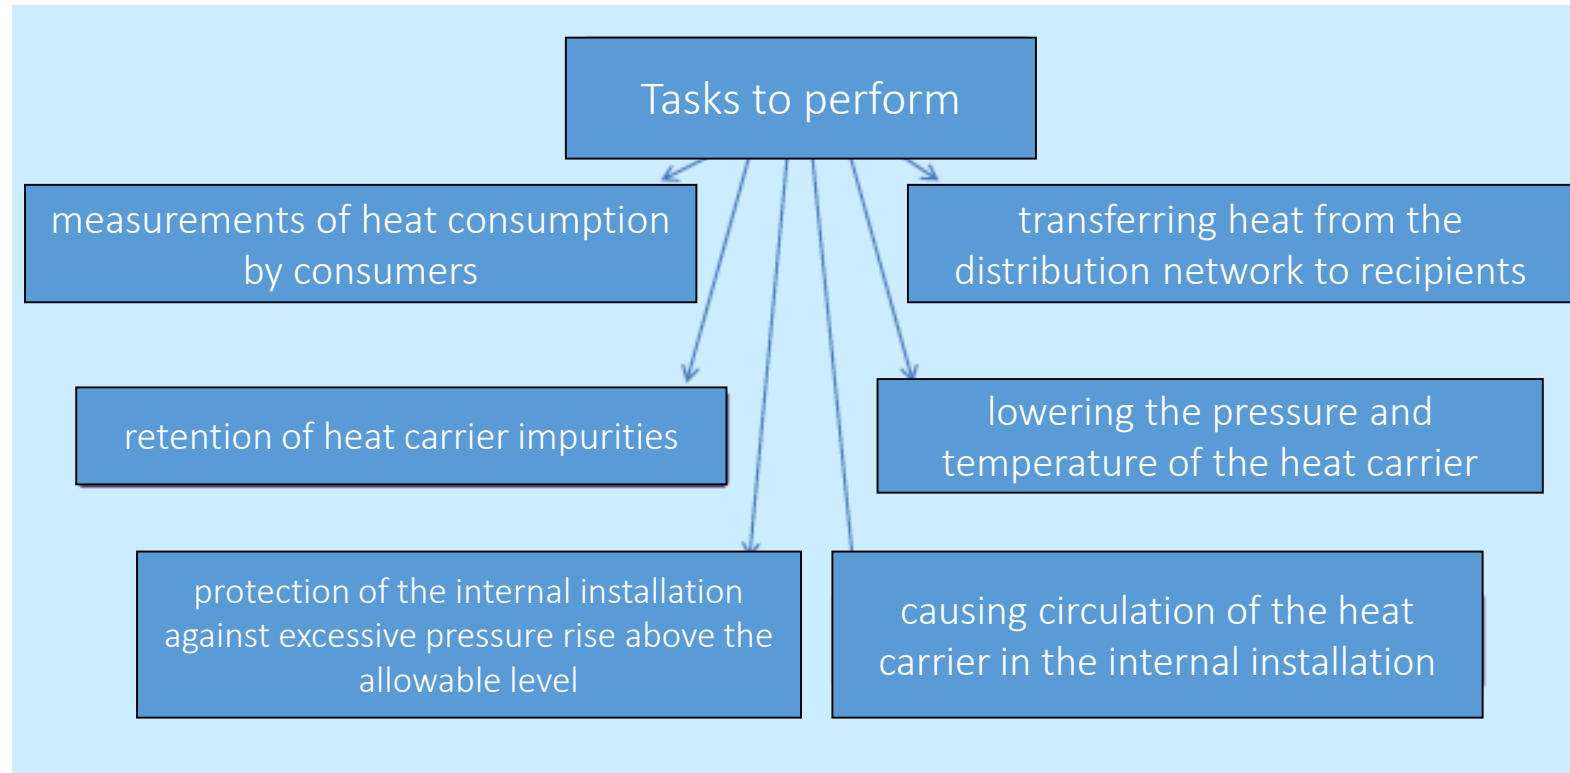 Tasks to perform
measurements of heat consumption
by consumers
transferring heat from the
distribution network to recipients
retention of heat carrier impurities
lowering the pressure and
temperature of the heat carrier
protection of the internal installation
against excessive pressure rise above the
allowable level
causing circulation of the heat
carrier in the internal installation